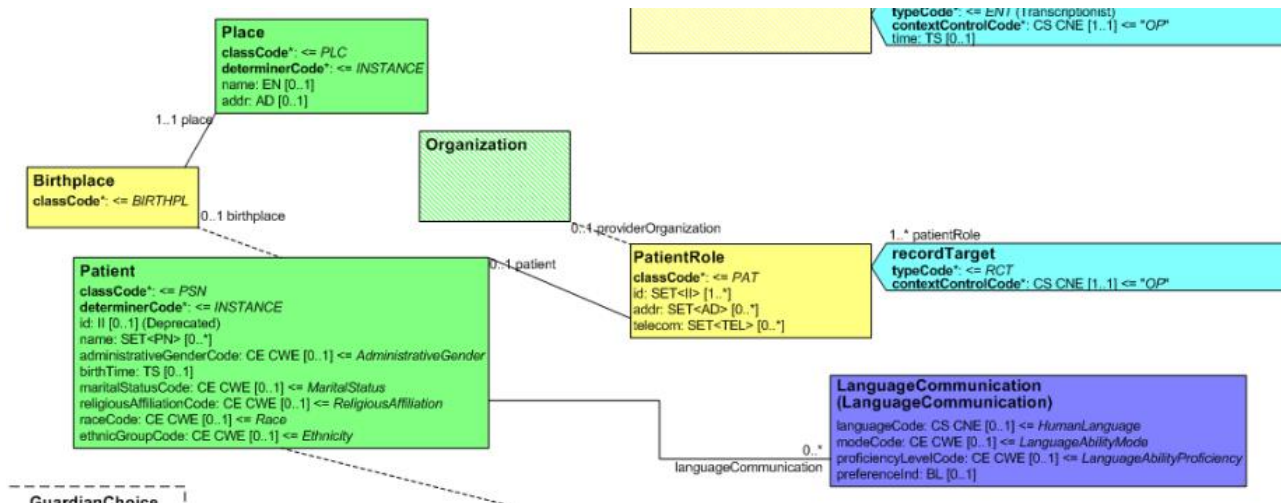 typeCode*: <= ENT (Transcriptionist)
contextControlCode*: CS CNE [1..1] <= "OP"
time: TS [0..1]
Place
classCode*: <= PLC
determinerCode*: <= INSTANCE
name: EN [0..1]
addr: AD [0..1]
1..1 place
Organization
Birthplace
classCode*: <= BIRTHPL
0..1 birthplace
0..1 providerOrganization
1..* patientRole
PatientRole
classCode*: <= PAT
id: SET<II> [1..*]
addr: SET<AD> [0..*]
telecom: SET<TEL> [0..*]
recordTarget
typeCode*: <= RCT
contextControlCode*: CS CNE [1..1] <= "OP"
0..1 patient
Patient
classCode*: <= PSN
determinerCode*: <= INSTANCE
id: II [0..1] (Deprecated)
name: SET<PN> [0..*]
administrativeGenderCode: CE CWE [0..1] <= AdministrativeGender
birthTime: TS [0..1]
maritalStatusCode: CE CWE [0..1] <= MaritalStatus
religiousAffiliationCode: CE CWE [0..1] <= ReligiousAffiliation
raceCode: CE CWE [0..1] <= Race
ethnicGroupCode: CE CWE [0..1] <= Ethnicity
LanguageCommunication
(LanguageCommunication)
languageCode: CS CNE [0..1] <= HumanLanguage
modeCode: CE CWE [0..1] <= LanguageAbilityMode
proficiencyLevelCode: CE CWE [0..1] <= LanguageAbilityProficiency
preferenceInd: BL [0..1]
0..*
languageCommunication
GuardianChoice